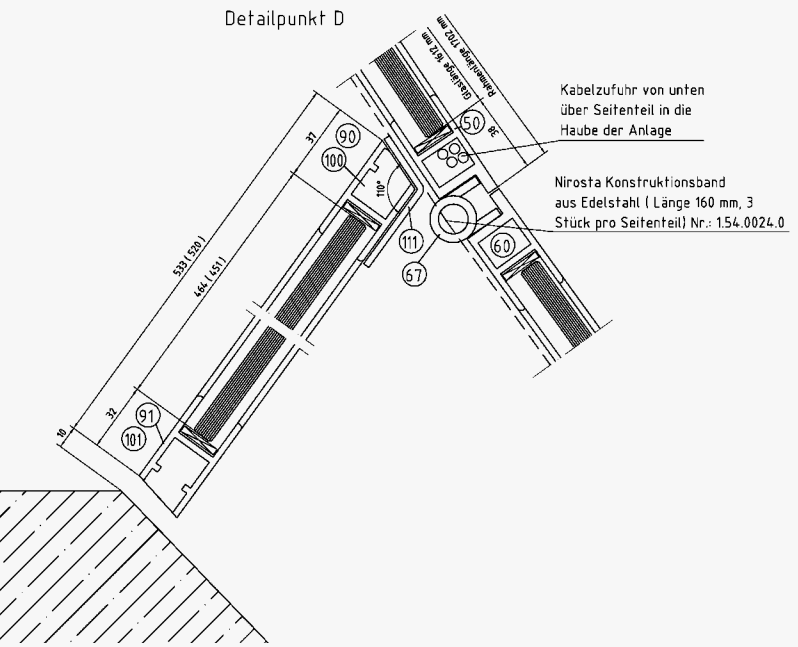 Detailpunkt D
Rahmenlänge 1702 mm
Glaslänge 1612 mm
Kabelzufuhr von unten
über Seitenteil in die
Haube der Anlage
Nirosta Konstruktionsband
aus Edelstahl ( Länge 160 mm, 3
Stück pro Seitenteil) Nr.: 1.54.0024.0
50
38
37
90
100
110°
111
67
60
533 ( 520 )
464 ( 451 )
32
91
101
10